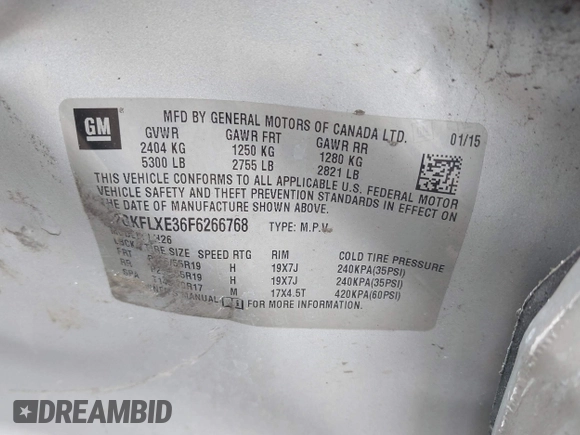 GM
MFD BY GENERAL MOTORS OF CANADA LTD.
GVWR GAWR FRT GAWR RR 01/15
2404 KG 1250 KG 1280 KG
5300 LB 2755 LB 2821 LB
THIS VEHICLE CONFORMS TO ALL APPLICABLE U.S. FEDERAL MOTOR
VEHICLE SAFETY AND THEFT PREVENTION STANDARDS IN EFFECT ON
THE DATE OF MANUFACTURE SHOWN ABOVE.
KFLXE36F6266768 TYPE: M.P.V.
TIRE SIZE SPEED RTG RIM COLD TIRE PRESSURE
FRT H 19X7J 240KPA(35PSI)
RR H 19X7J 240KPA(35PSI)
SPA M 17X4.5T 420KPA(60PSI)
MANUAL FOR ADDITIONAL INFORMATION.
DREAMBID